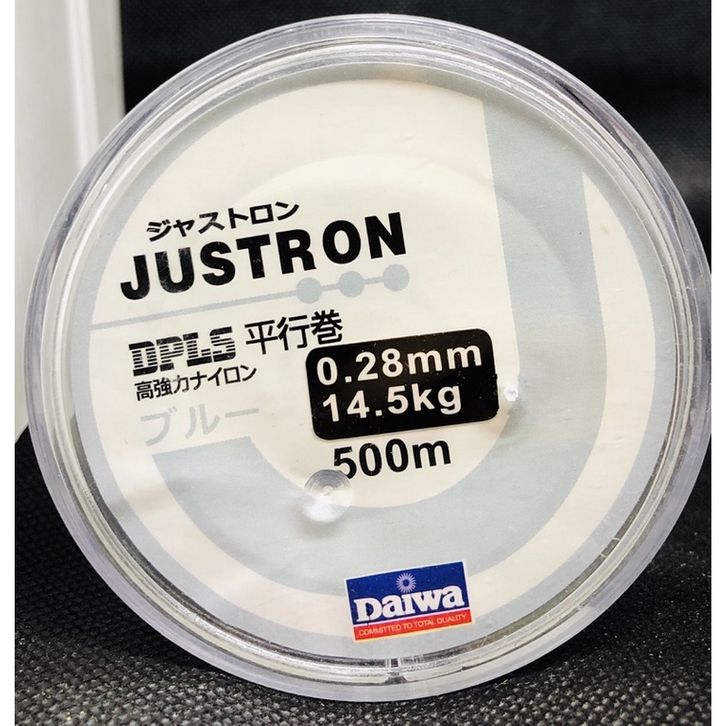 ジャストロン
JUSTRON
DPLS 平行巻
高強力ナイロン
ブルー
0.28mm
14.5kg
500m
Daiwa
COMMITTED TO TOTAL QUALITY